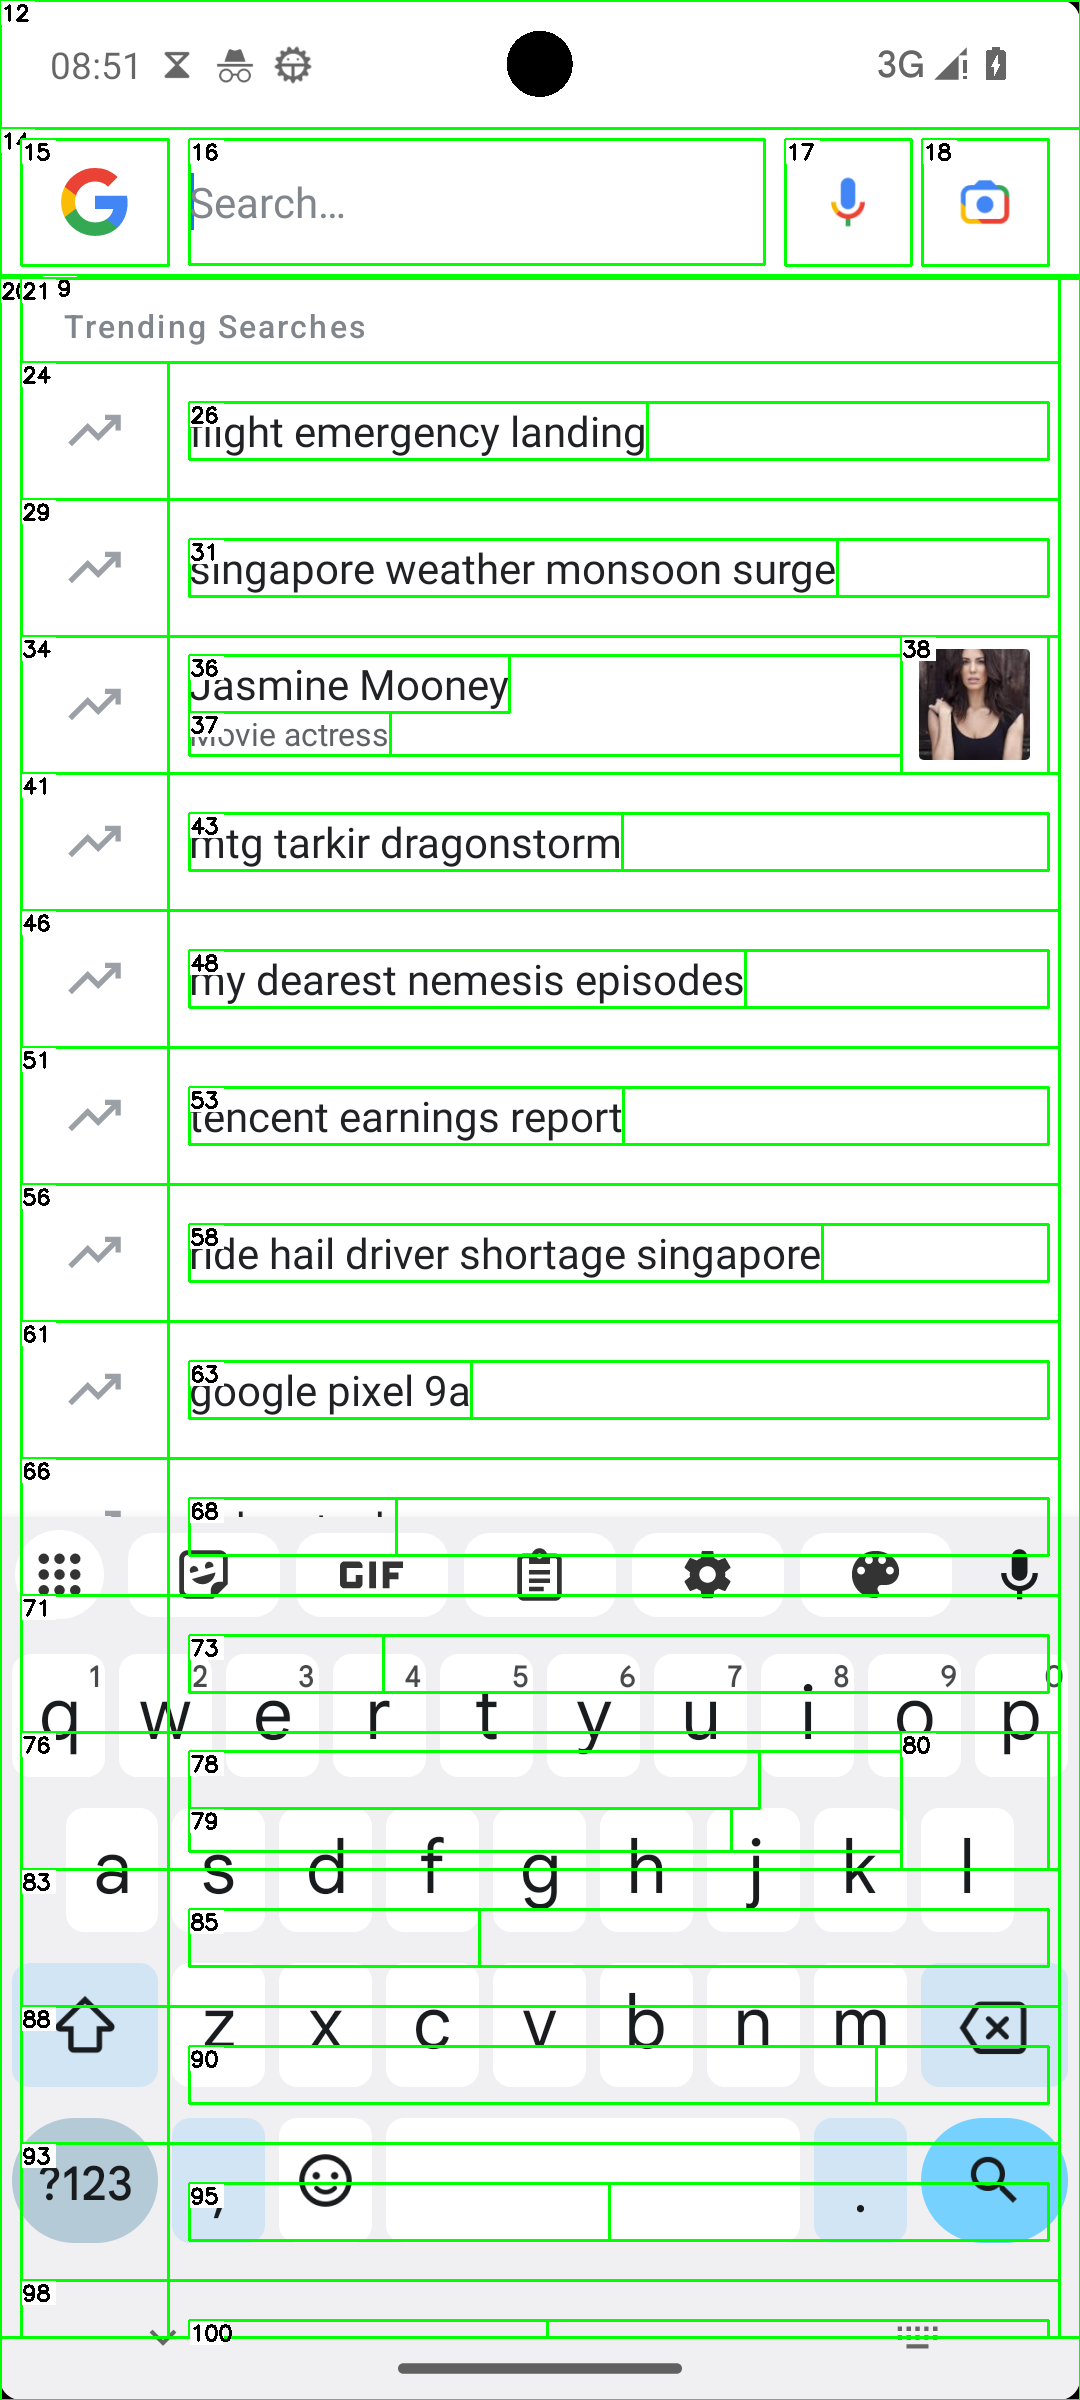 08:51
3G
Search…
Trending Searches
flight emergency landing
singapore weather monsoon surge
Jasmine Mooney
Movie actress
mtg tarkir dragonstorm
my dearest nemesis episodes
tencent earnings report
ride hail driver shortage singapore
google pixel 9a
GIF
1 2 3 4 5 6 7 8 9 0
q w e r t y u i o p
a s d f g h j k l
z x c v b n m
?123 , .
12
14
15
16
17
18
20
21
9
24
26
29
31
34
36
37
38
41
43
46
48
51
53
56
58
61
63
66
68
71
73
76
78
79
80
83
85
88
90
93
95
98
100